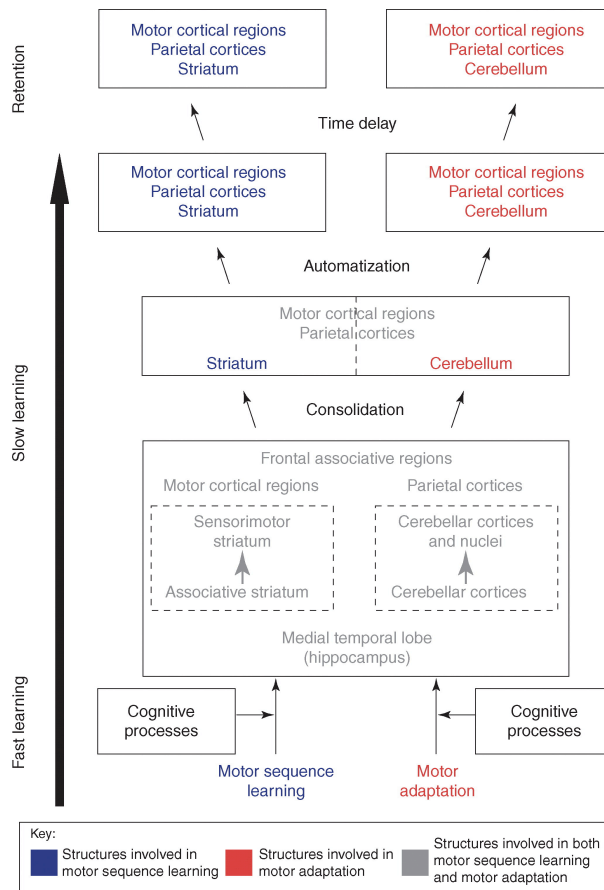 Retention
Motor cortical regions
Parietal cortices
Striatum
Motor cortical regions
Parietal cortices
Cerebellum
Time delay
Motor cortical regions
Parietal cortices
Striatum
Motor cortical regions
Parietal cortices
Cerebellum
Automatization
Motor cortical regions
Parietal cortices
Striatum
Cerebellum
Slow learning
Consolidation
Frontal associative regions
Motor cortical regions
Parietal cortices
Sensorimotor
striatum
Associative striatum
Cerebellar cortices
and nuclei
Cerebellar cortices
Medial temporal lobe
(hippocampus)
Fast learning
Cognitive
processes
Cognitive
processes
Motor sequence
learning
Motor
adaptation
Key:
Structures involved in
motor sequence learning
Structures involved in
motor adaptation
Structures involved in both
motor sequence learning
and motor adaptation